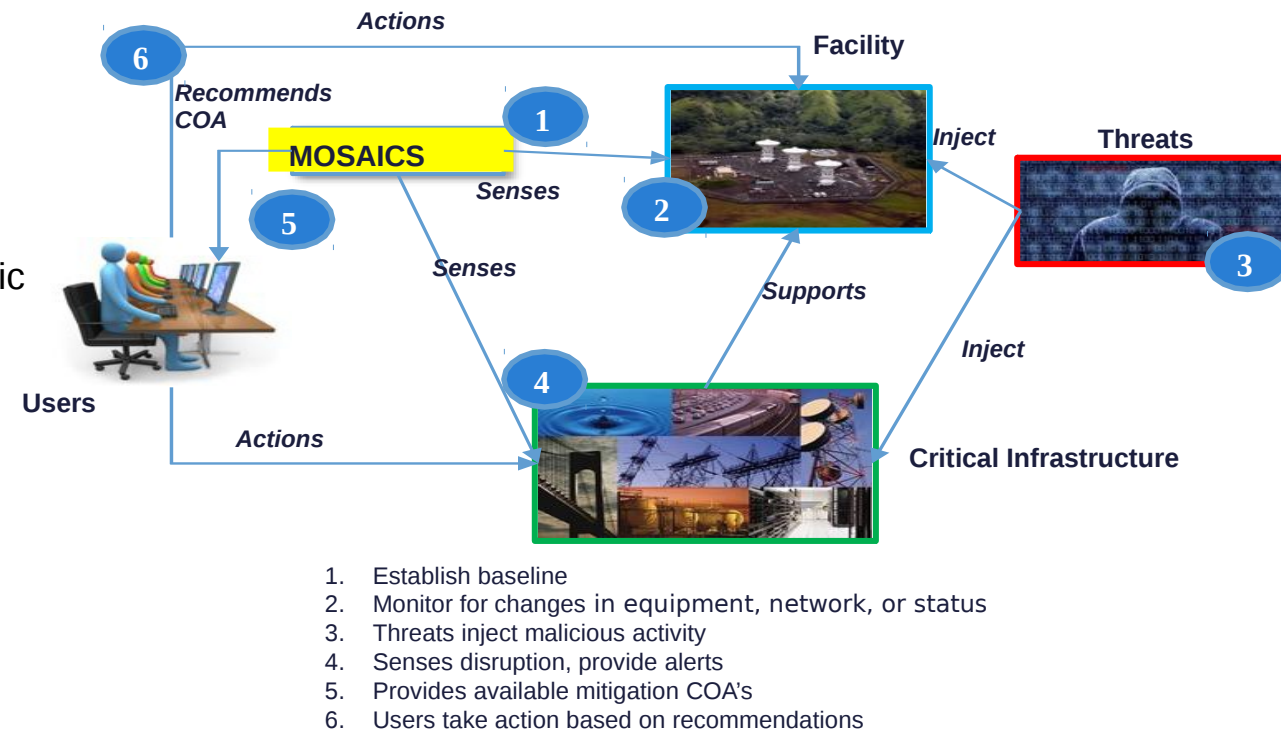 Actions
6
Facility
Recommends
COA
1
MOSAICS
Inject
Threats
Senses
2
5
3
Senses
ic
Supports
Inject
4
Users
Actions
Critical Infrastructure
1. Establish baseline
2. Monitor for changes in equipment, network, or status
3. Threats inject malicious activity
4. Senses disruption, provide alerts
5. Provides available mitigation COA's
6. Users take action based on recommendations